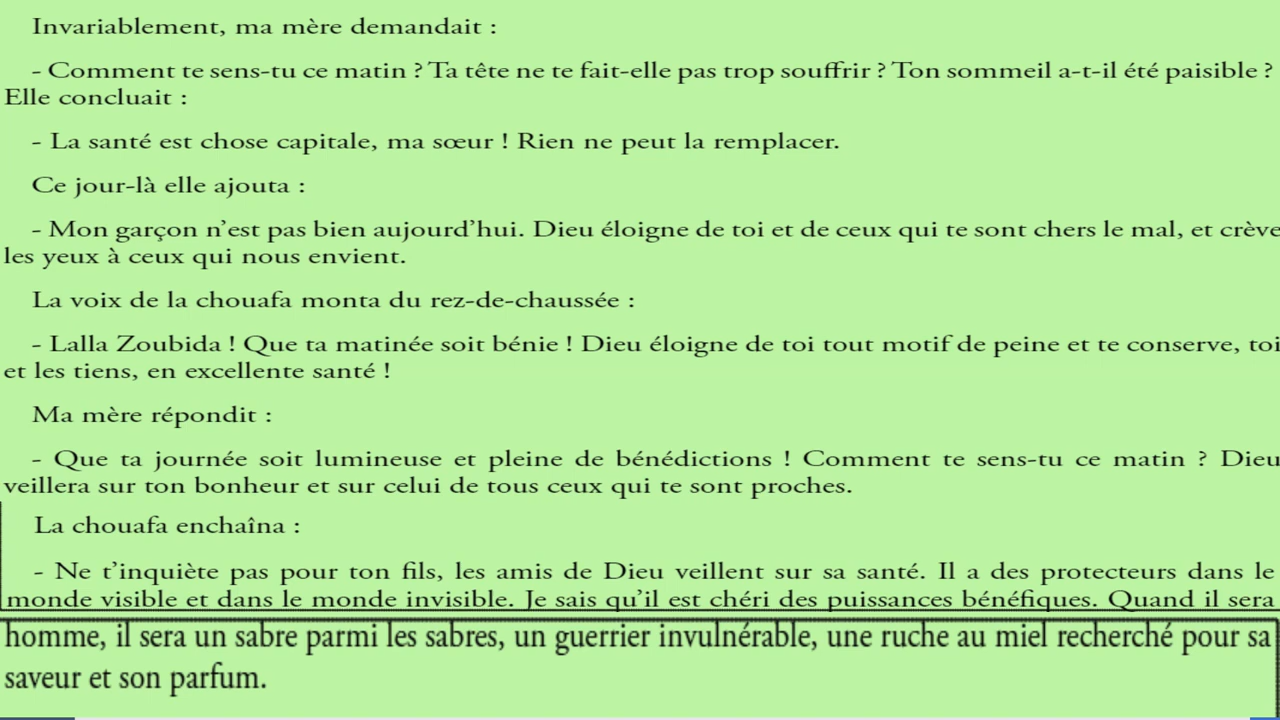 Invariablement, ma mère demandait :
- Comment te sens-tu ce matin ? Ta tête ne te fait-elle pas trop souffrir ? Ton sommeil a-t-il été paisible ?
Elle concluait :
- La santé est chose capitale, ma sœur ! Rien ne peut la remplacer.
Ce jour-là elle ajouta :
- Mon garçon n’est pas bien aujourd’hui. Dieu éloigne de toi et de ceux qui te sont chers le mal, et crève
les yeux à ceux qui nous envient.
La voix de la chouafa monta du rez-de-chaussée :
- Lalla Zoubida ! Que ta matinée soit bénie ! Dieu éloigne de toi tout motif de peine et te conserve, toi
et les tiens, en excellente santé !
Ma mère répondit :
- Que ta journée soit lumineuse et pleine de bénédictions ! Comment te sens-tu ce matin ? Dieu
veillera sur ton bonheur et sur celui de tous ceux qui te sont proches.
La chouafa enchaîna :
- Ne t’inquiète pas pour ton fils, les amis de Dieu veillent sur sa santé. Il a des protecteurs dans le
monde visible et dans le monde invisible. Je sais qu’il est chéri des puissances bénéfiques. Quand il sera
homme, il sera un sabre parmi les sabres, un guerrier invulnérable, une ruche au miel recherché pour sa
saveur et son parfum.